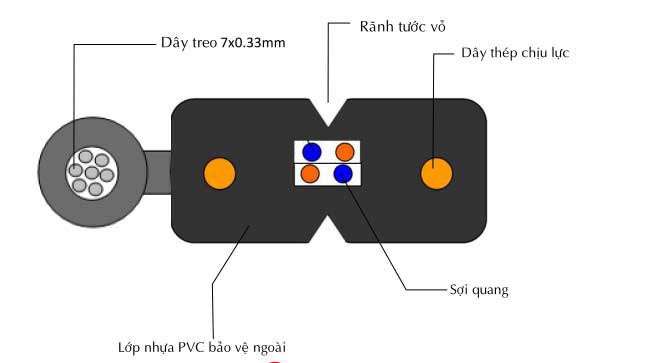 Rãnh tước vỏ
Dây treo 7x0.33mm
Dây thép chịu lực
Sợi quang
Lớp nhựa PVC bảo vệ ngoài